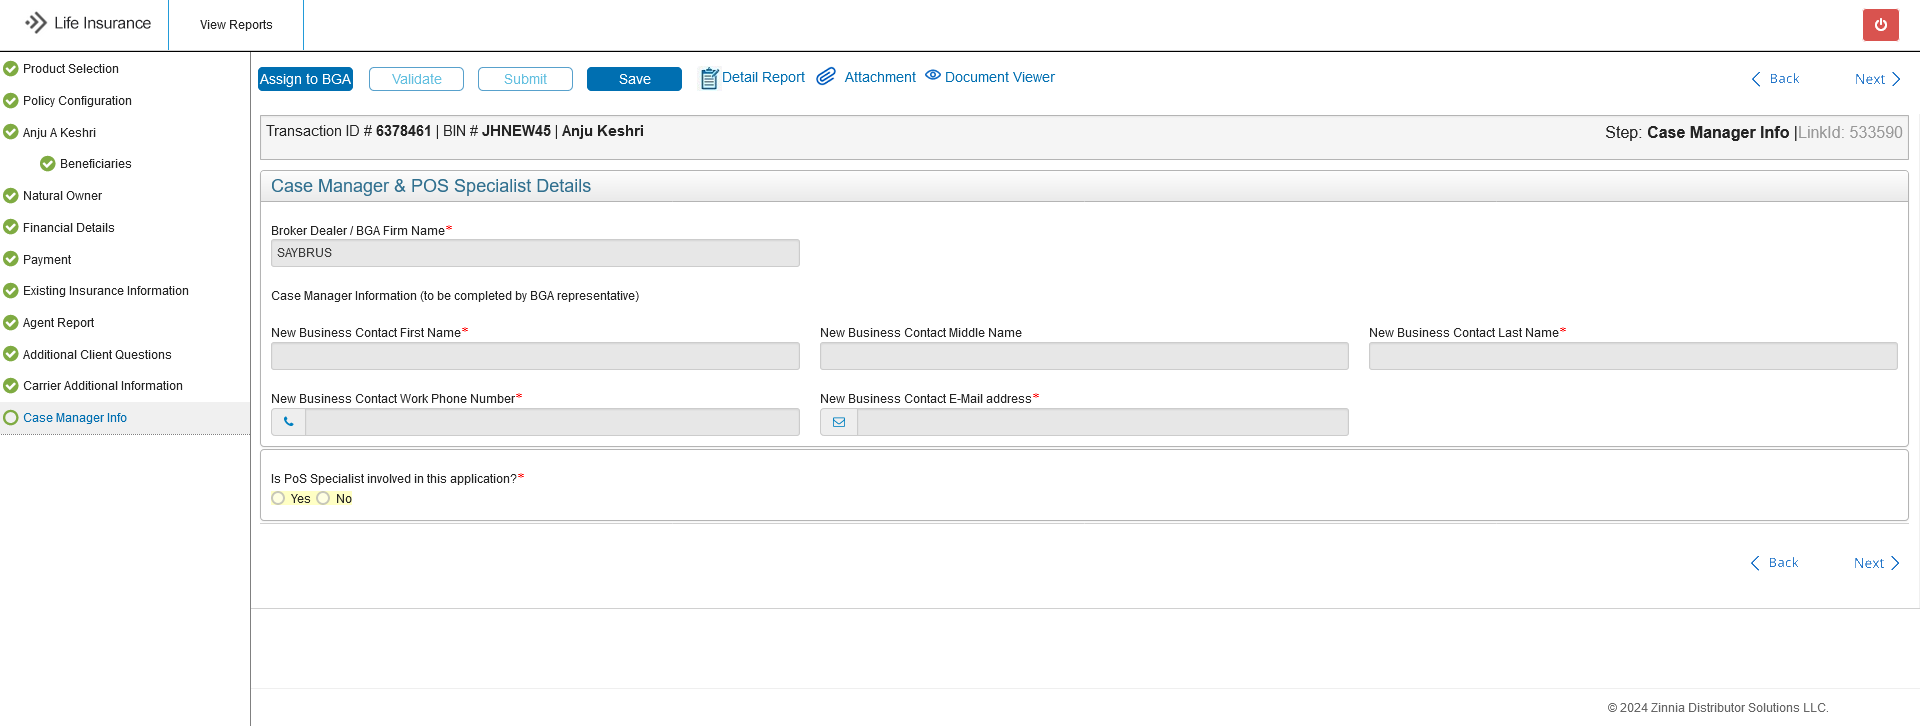 Life Insurance
View Reports
Product Selection
Policy Configuration
Anju A Keshri
Beneficiaries
Natural Owner
Financial Details
Payment
Existing Insurance Information
Agent Report
Additional Client Questions
Carrier Additional Information
Case Manager Info
Assign to BGA Validate Submit Save Detail Report Attachment Document Viewer Back Next
Transaction ID # 6378461 | BIN # JHNEW45 | Anju Keshri Step: Case Manager Info |LinkId: 533590
Case Manager & POS Specialist Details
Broker Dealer / BGA Firm Name*
SAYBRUS
Case Manager Information (to be completed by BGA representative)
New Business Contact First Name* New Business Contact Middle Name New Business Contact Last Name*
New Business Contact Work Phone Number* New Business Contact E-Mail address*
Is PoS Specialist involved in this application?*
Yes No
Back Next
© 2024 Zinnia Distributor Solutions LLC.